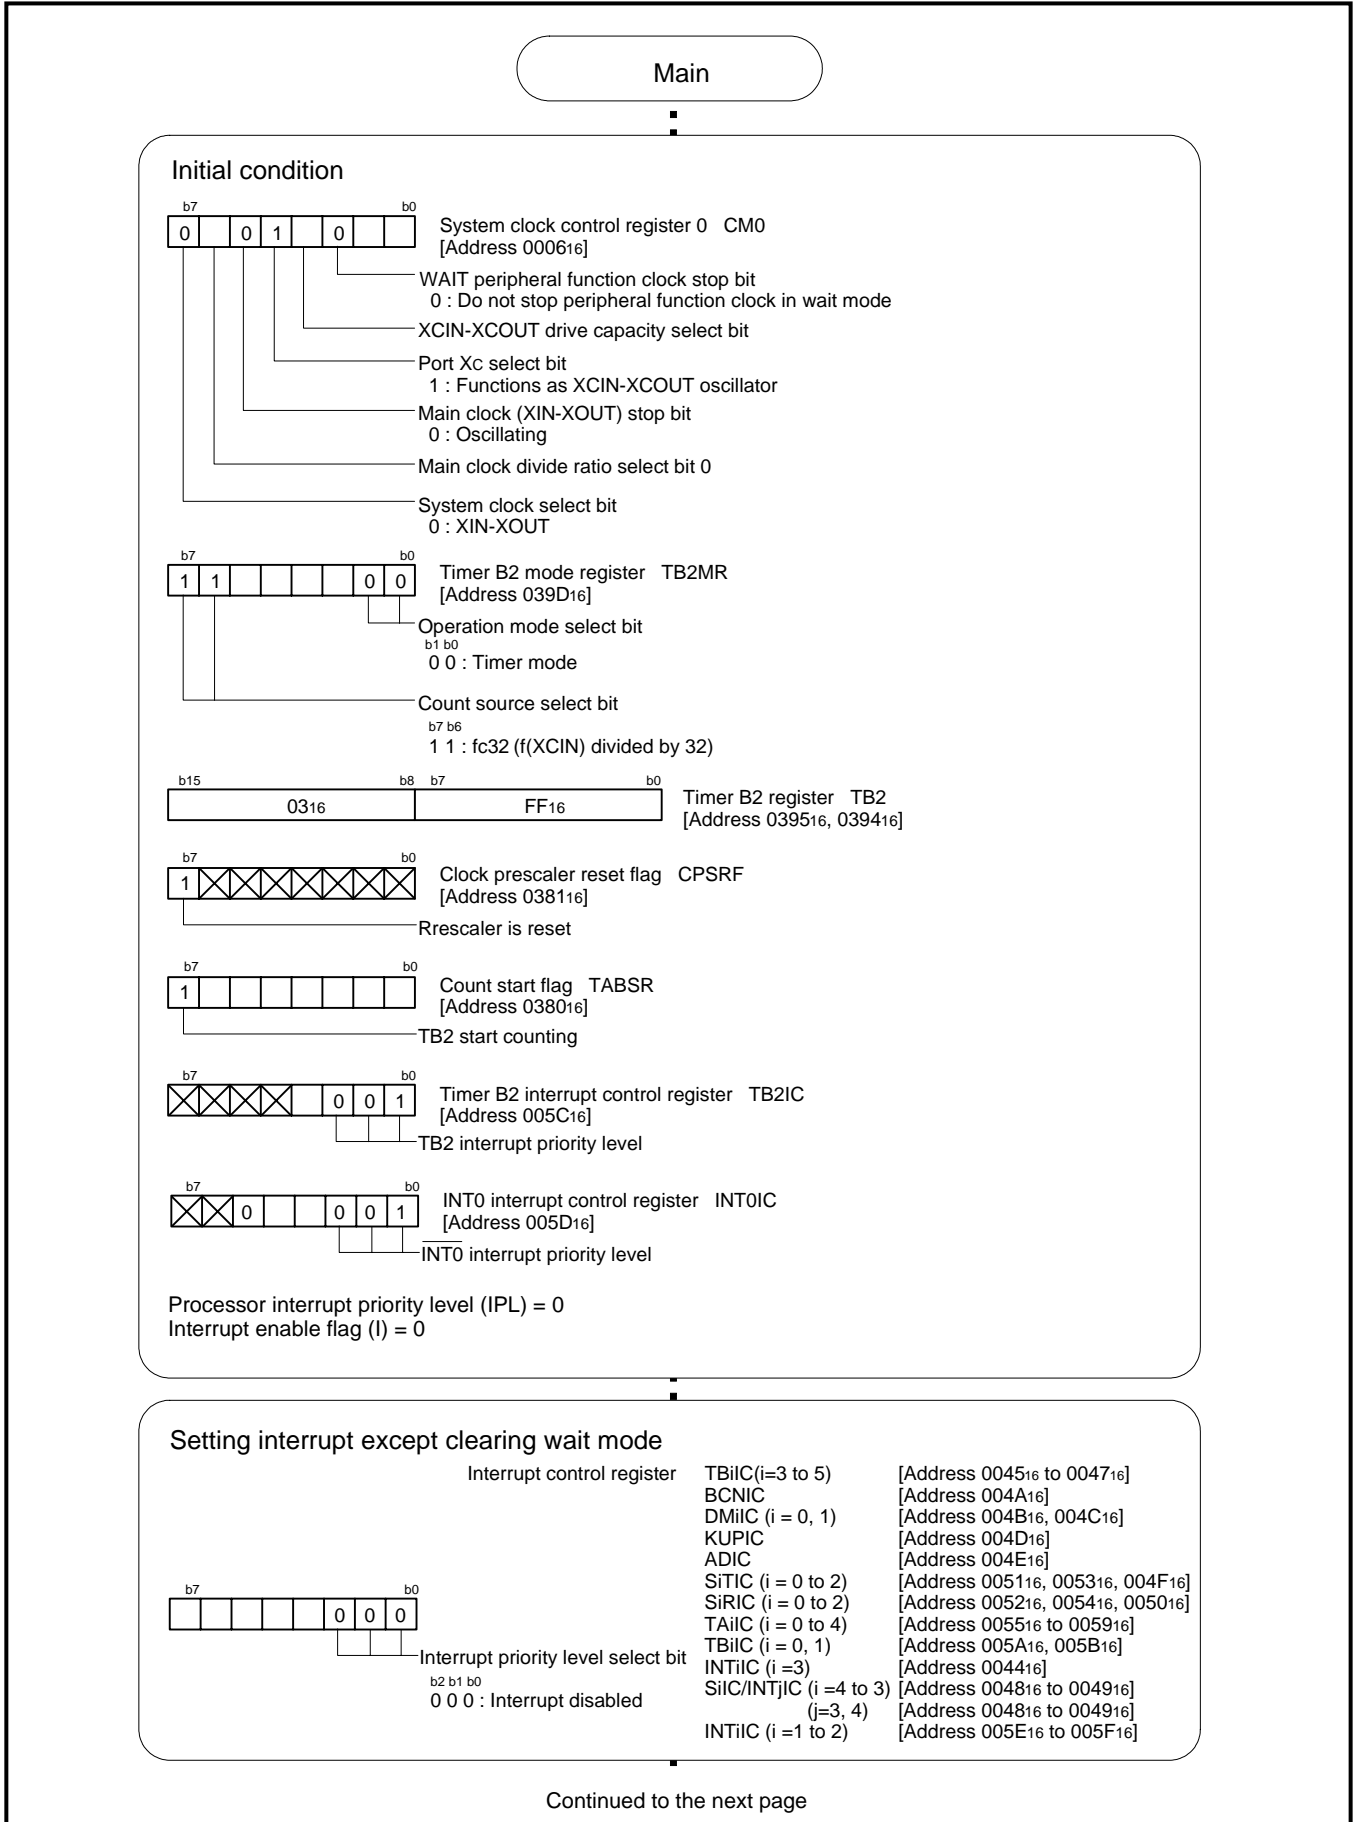 Main
Initial condition
b7 b0
0 0 1 0 System clock control register 0 CM0
[Address 000616]
WAIT peripheral function clock stop bit
0 : Do not stop peripheral function clock in wait mode
XCIN-XCOUT drive capacity select bit
Port XC select bit
1 : Functions as XCIN-XCOUT oscillator
Main clock (XIN-XOUT) stop bit
0 : Oscillating
Main clock divide ratio select bit 0
System clock select bit
0 : XIN-XOUT
b7 b0
1 1 0 0 Timer B2 mode register TB2MR
[Address 039D16]
Operation mode select bit
b1 b0
0 0 : Timer mode
Count source select bit
b7 b6
1 1 : fc32 (f(XCIN) divided by 32)
b15 b8 b7 b0
0316 FF16 Timer B2 register TB2
[Address 039516, 039416]
b7 b0
1 Clock prescaler reset flag CPSRF
[Address 038116]
Rrescaler is reset
b7 b0
1 Count start flag TABSR
[Address 038016]
TB2 start counting
b7 b0
0 0 1 Timer B2 interrupt control register TB2IC
[Address 005C16]
TB2 interrupt priority level
b7 b0
0 0 0 1 INT0 interrupt control register INT0IC
[Address 005D16]
INT0 interrupt priority level
Processor interrupt priority level (IPL) = 0
Interrupt enable flag (I) = 0
Setting interrupt except clearing wait mode
Interrupt control register TBiIC(i=3 to 5) [Address 004516 to 004716]
BCNIC [Address 004A16]
DMiIC (i = 0, 1) [Address 004B16, 004C16]
KUPIC [Address 004D16]
ADIC [Address 004E16]
SiTIC (i = 0 to 2) [Address 005116, 005316, 004F16]
SiRIC (i = 0 to 2) [Address 005216, 005416, 005016]
TAiIC (i = 0 to 4) [Address 005516 to 005916]
TBiIC (i = 0, 1) [Address 005A16, 005B16]
INTiIC (i =3) [Address 004416]
SiIC/INTjIC (i =4 to 3) [Address 004816 to 004916]
(j=3, 4) [Address 004816 to 004916]
INTiIC (i =1 to 2) [Address 005E16 to 005F16]
b7 b0
0 0 0
Interrupt priority level select bit
b2 b1 b0
0 0 0 : Interrupt disabled
Continued to the next page